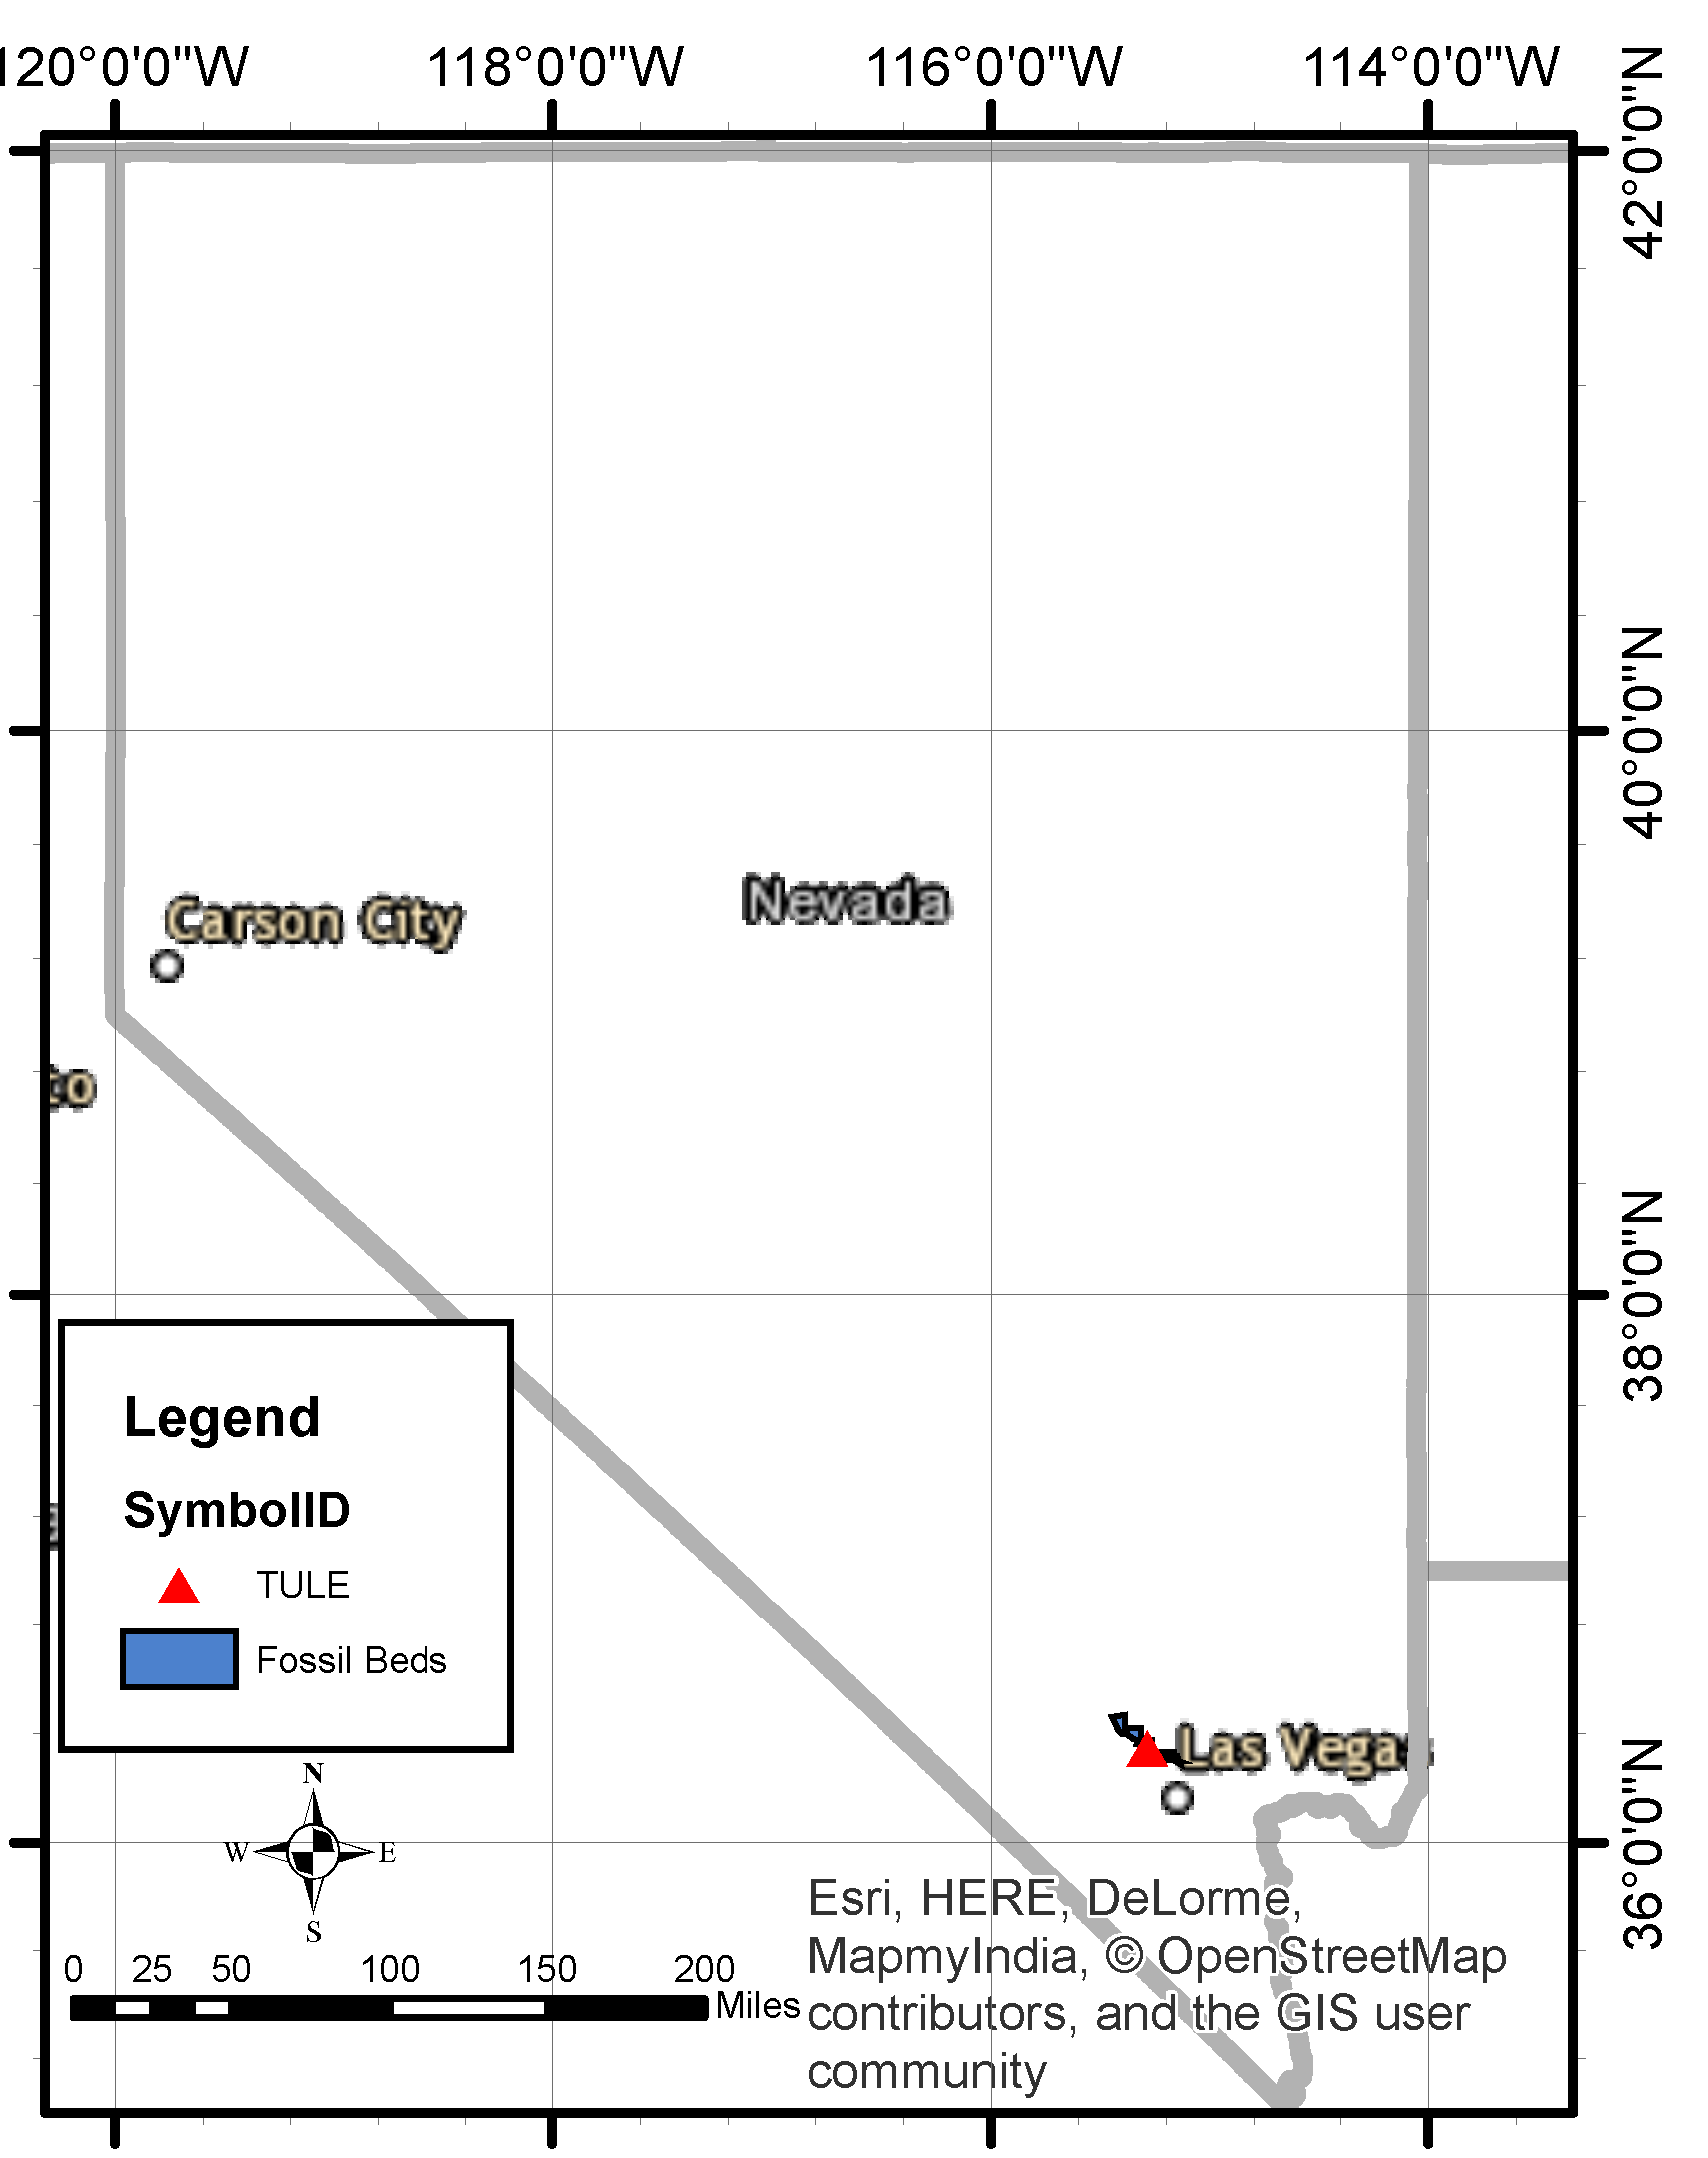 120°0'0"W 118°0'0"W 116°0'0"W 114°0'0"W
42°0'0"N
40°0'0"N
Nevada
Carson City
38°0'0"N
Legend
SymbolID
TULE
Fossil Beds
Las Vegas
N
W E
S
36°0'0"N
0 25 50 100 150 200
Miles
Esri, HERE, DeLorme,
MapmyIndia, © OpenStreetMap
contributors, and the GIS user
community